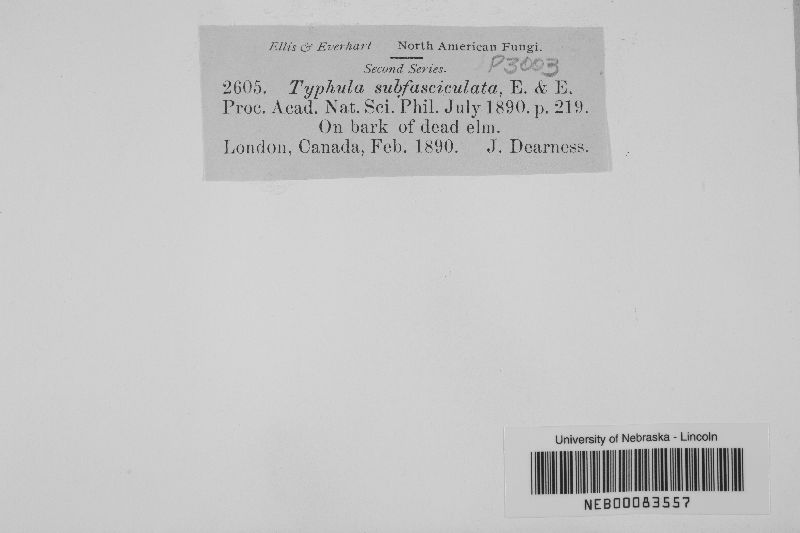 Ellis & Everhart North American Fungi.
Second Series. P3003
2605. Typhula subfasciculata, E. & E.
Proc. Acad. Nat. Sci. Phil. July 1890. p. 219.
On bark of dead elm.
London, Canada, Feb. 1890. J. Dearness.
University of Nebraska - Lincoln
NEB00083557